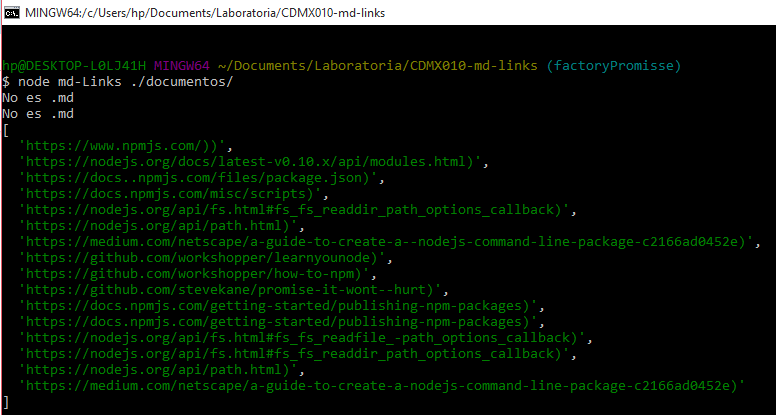 MINGW64:/c/Users/hp/Documents/Laboratoria/CDMX010-md-links
hp@DESKTOP-L0LJ41H MINGW64 ~/Documents/Laboratoria/CDMX010-md-links (factoryPromisse)
$ node md-Links ./documentos/
No es .md
No es .md
[
  'https://www.npmjs.com/))',
  'https://nodejs.org/docs/latest-v0.10.x/api/modules.html)',
  'https://docs..npmjs.com/files/package.json)',
  'https://docs.npmjs.com/misc/scripts)',
  'https://nodejs.org/api/fs.html#fs_fs_readdir_path_options_callback)',
  'https://nodejs.org/api/path.html)',
  'https://medium.com/netscape/a-guide-to-create-a--nodejs-command-line-package-c2166ad0452e)',
  'https://github.com/workshopper/learnyounode)',
  'https://github.com/workshopper/how-to-npm)',
  'https://github.com/stevekane/promise-it-wont--hurt)',
  'https://docs.npmjs.com/getting-started/publishing-npm-packages)',
  'https://docs.npmjs.com/getting-started/publishing-npm-packages)',
  'https://nodejs.org/api/fs.html#fs_fs_readfile_-path_options_callback)',
  'https://nodejs.org/api/fs.html#fs_fs_readdir_path_options_callback)',
  'https://nodejs.org/api/path.html)',
  'https://medium.com/netscape/a-guide-to-create-a-nodejs-command-line-package-c2166ad0452e)'
]